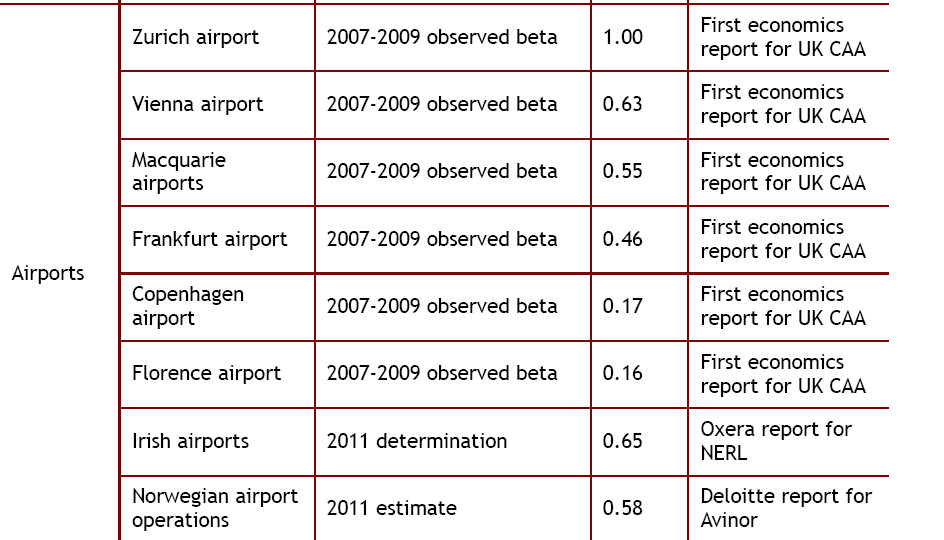 Airports
Zurich airport 2007-2009 observed beta 1.00 First economics
report for UK CAA
Vienna airport 2007-2009 observed beta 0.63 First economics
report for UK CAA
Macquarie
airports 2007-2009 observed beta 0.55 First economics
report for UK CAA
Frankfurt airport 2007-2009 observed beta 0.46 First economics
report for UK CAA
Copenhagen
airport 2007-2009 observed beta 0.17 First economics
report for UK CAA
Florence airport 2007-2009 observed beta 0.16 First economics
report for UK CAA
Irish airports 2011 determination 0.65 Oxera report for
NERL
Norwegian airport
operations 2011 estimate 0.58 Deloitte report for
Avinor